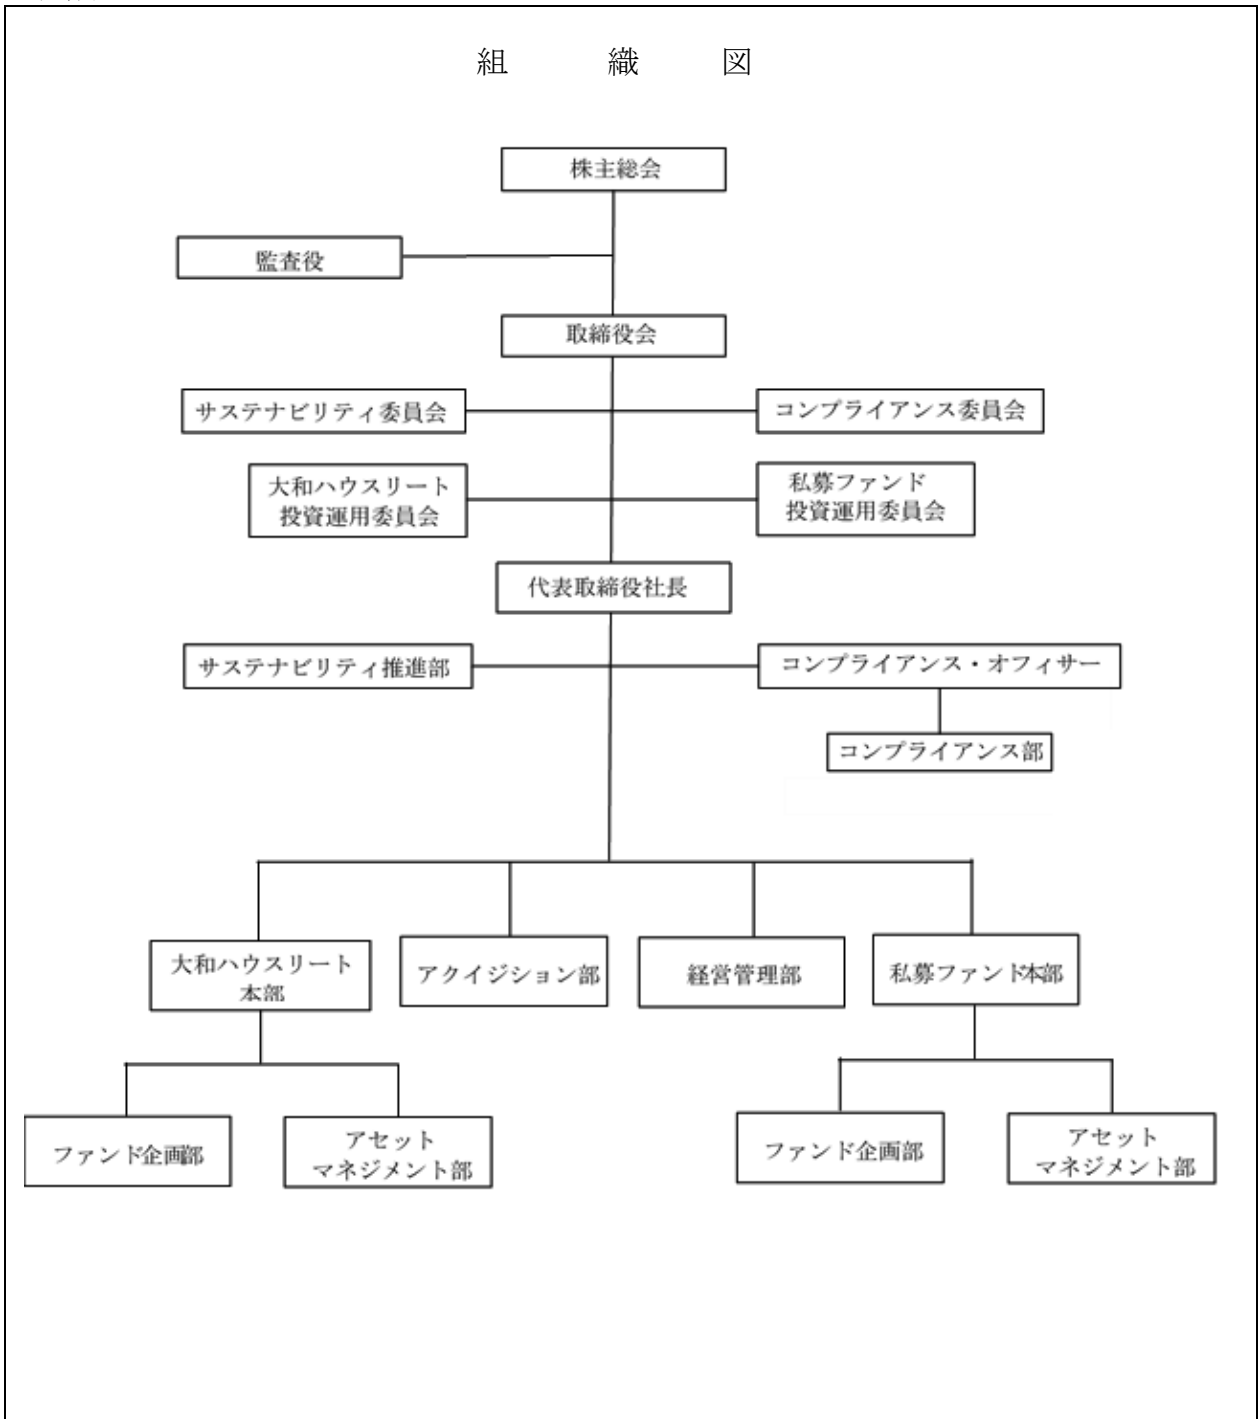 組 織 図
株主総会
監査役
取締役会
サステナビリティ委員会
コンプライアンス委員会
大和ハウスリート
投資運用委員会
私募ファンド
投資運用委員会
代表取締役社長
サステナビリティ推進部
コンプライアンス・オフィサー
コンプライアンス部
大和ハウスリート
本部
アクイジション部
経営管理部
私募ファンド本部
ファンド企画部
アセット
マネジメント部
ファンド企画部
アセット
マネジメント部